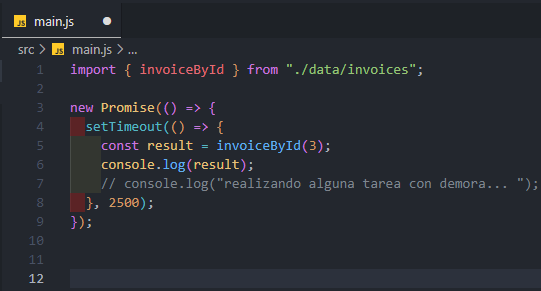 JS main.js
src > JS main.js > ...
1 import { invoiceById } from "./data/invoices";
2
3 new Promise(() => {
4 setTimeout(() => {
5 const result = invoiceById(3);
6 console.log(result);
7 // console.log("realizando alguna tarea con demora... ");
8 }, 2500);
9 });
10
11
12